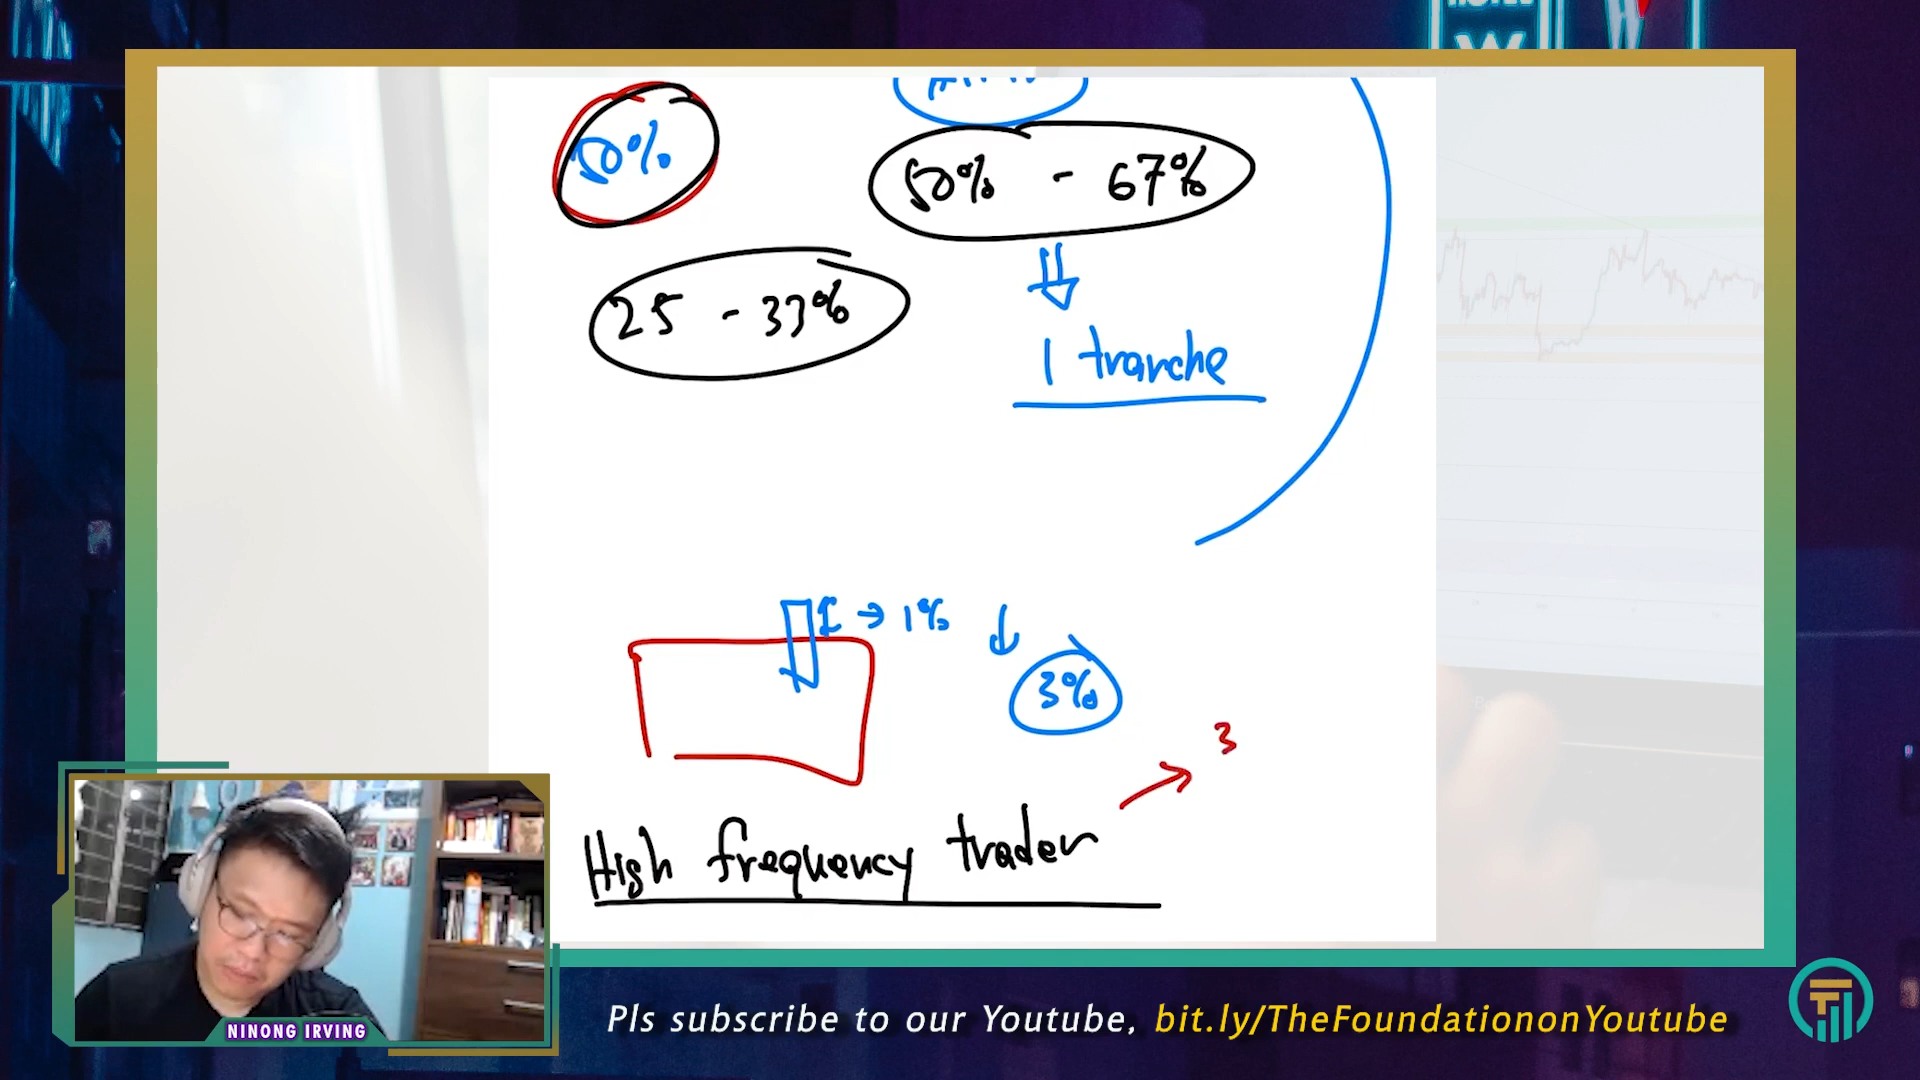 50%
50% - 67%
25 - 33%
1 tranche
→ 1%
3%
3
High frequency trader
NINONG IRVING
Pls subscribe to our Youtube, bit.ly/TheFoundationonYoutube